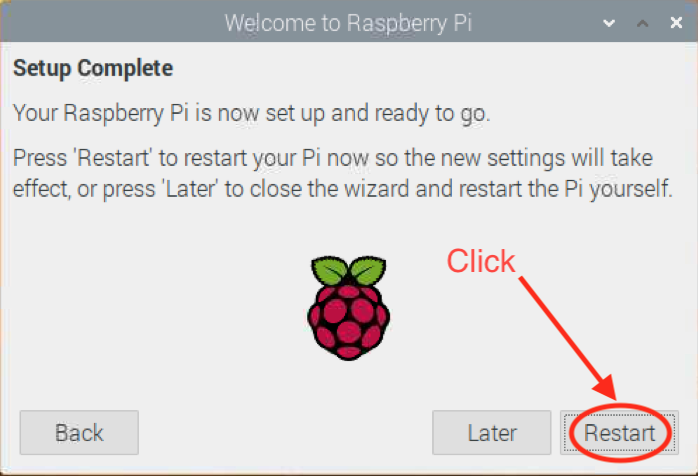 Welcome to Raspberry Pi
Setup Complete
Your Raspberry Pi is now set up and ready to go.
Press 'Restart' to restart your Pi now so the new settings will take
effect, or press 'Later' to close the wizard and restart the Pi yourself.
Click
Back
Later
Restart